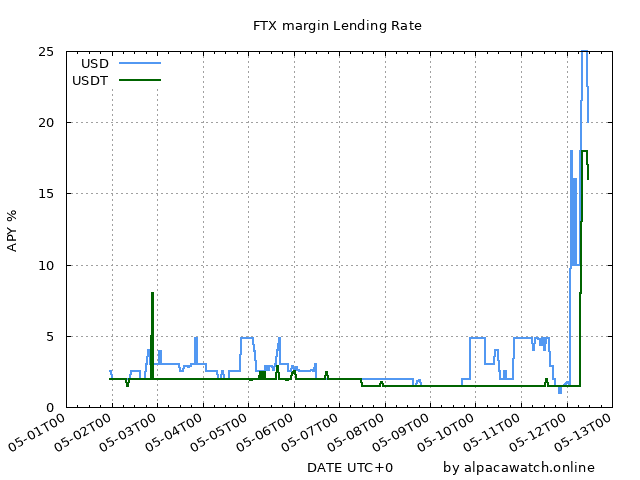 FTX margin Lending Rate
25
20
15
10
5
0
APY %
USD
USDT
05-01T00
05-02T00
05-03T00
05-04T00
05-05T00
05-06T00
05-07T00
05-08T00
05-09T00
05-10T00
05-11T00
05-12T00
05-13T00
DATE UTC+0
by alpacawatch.online